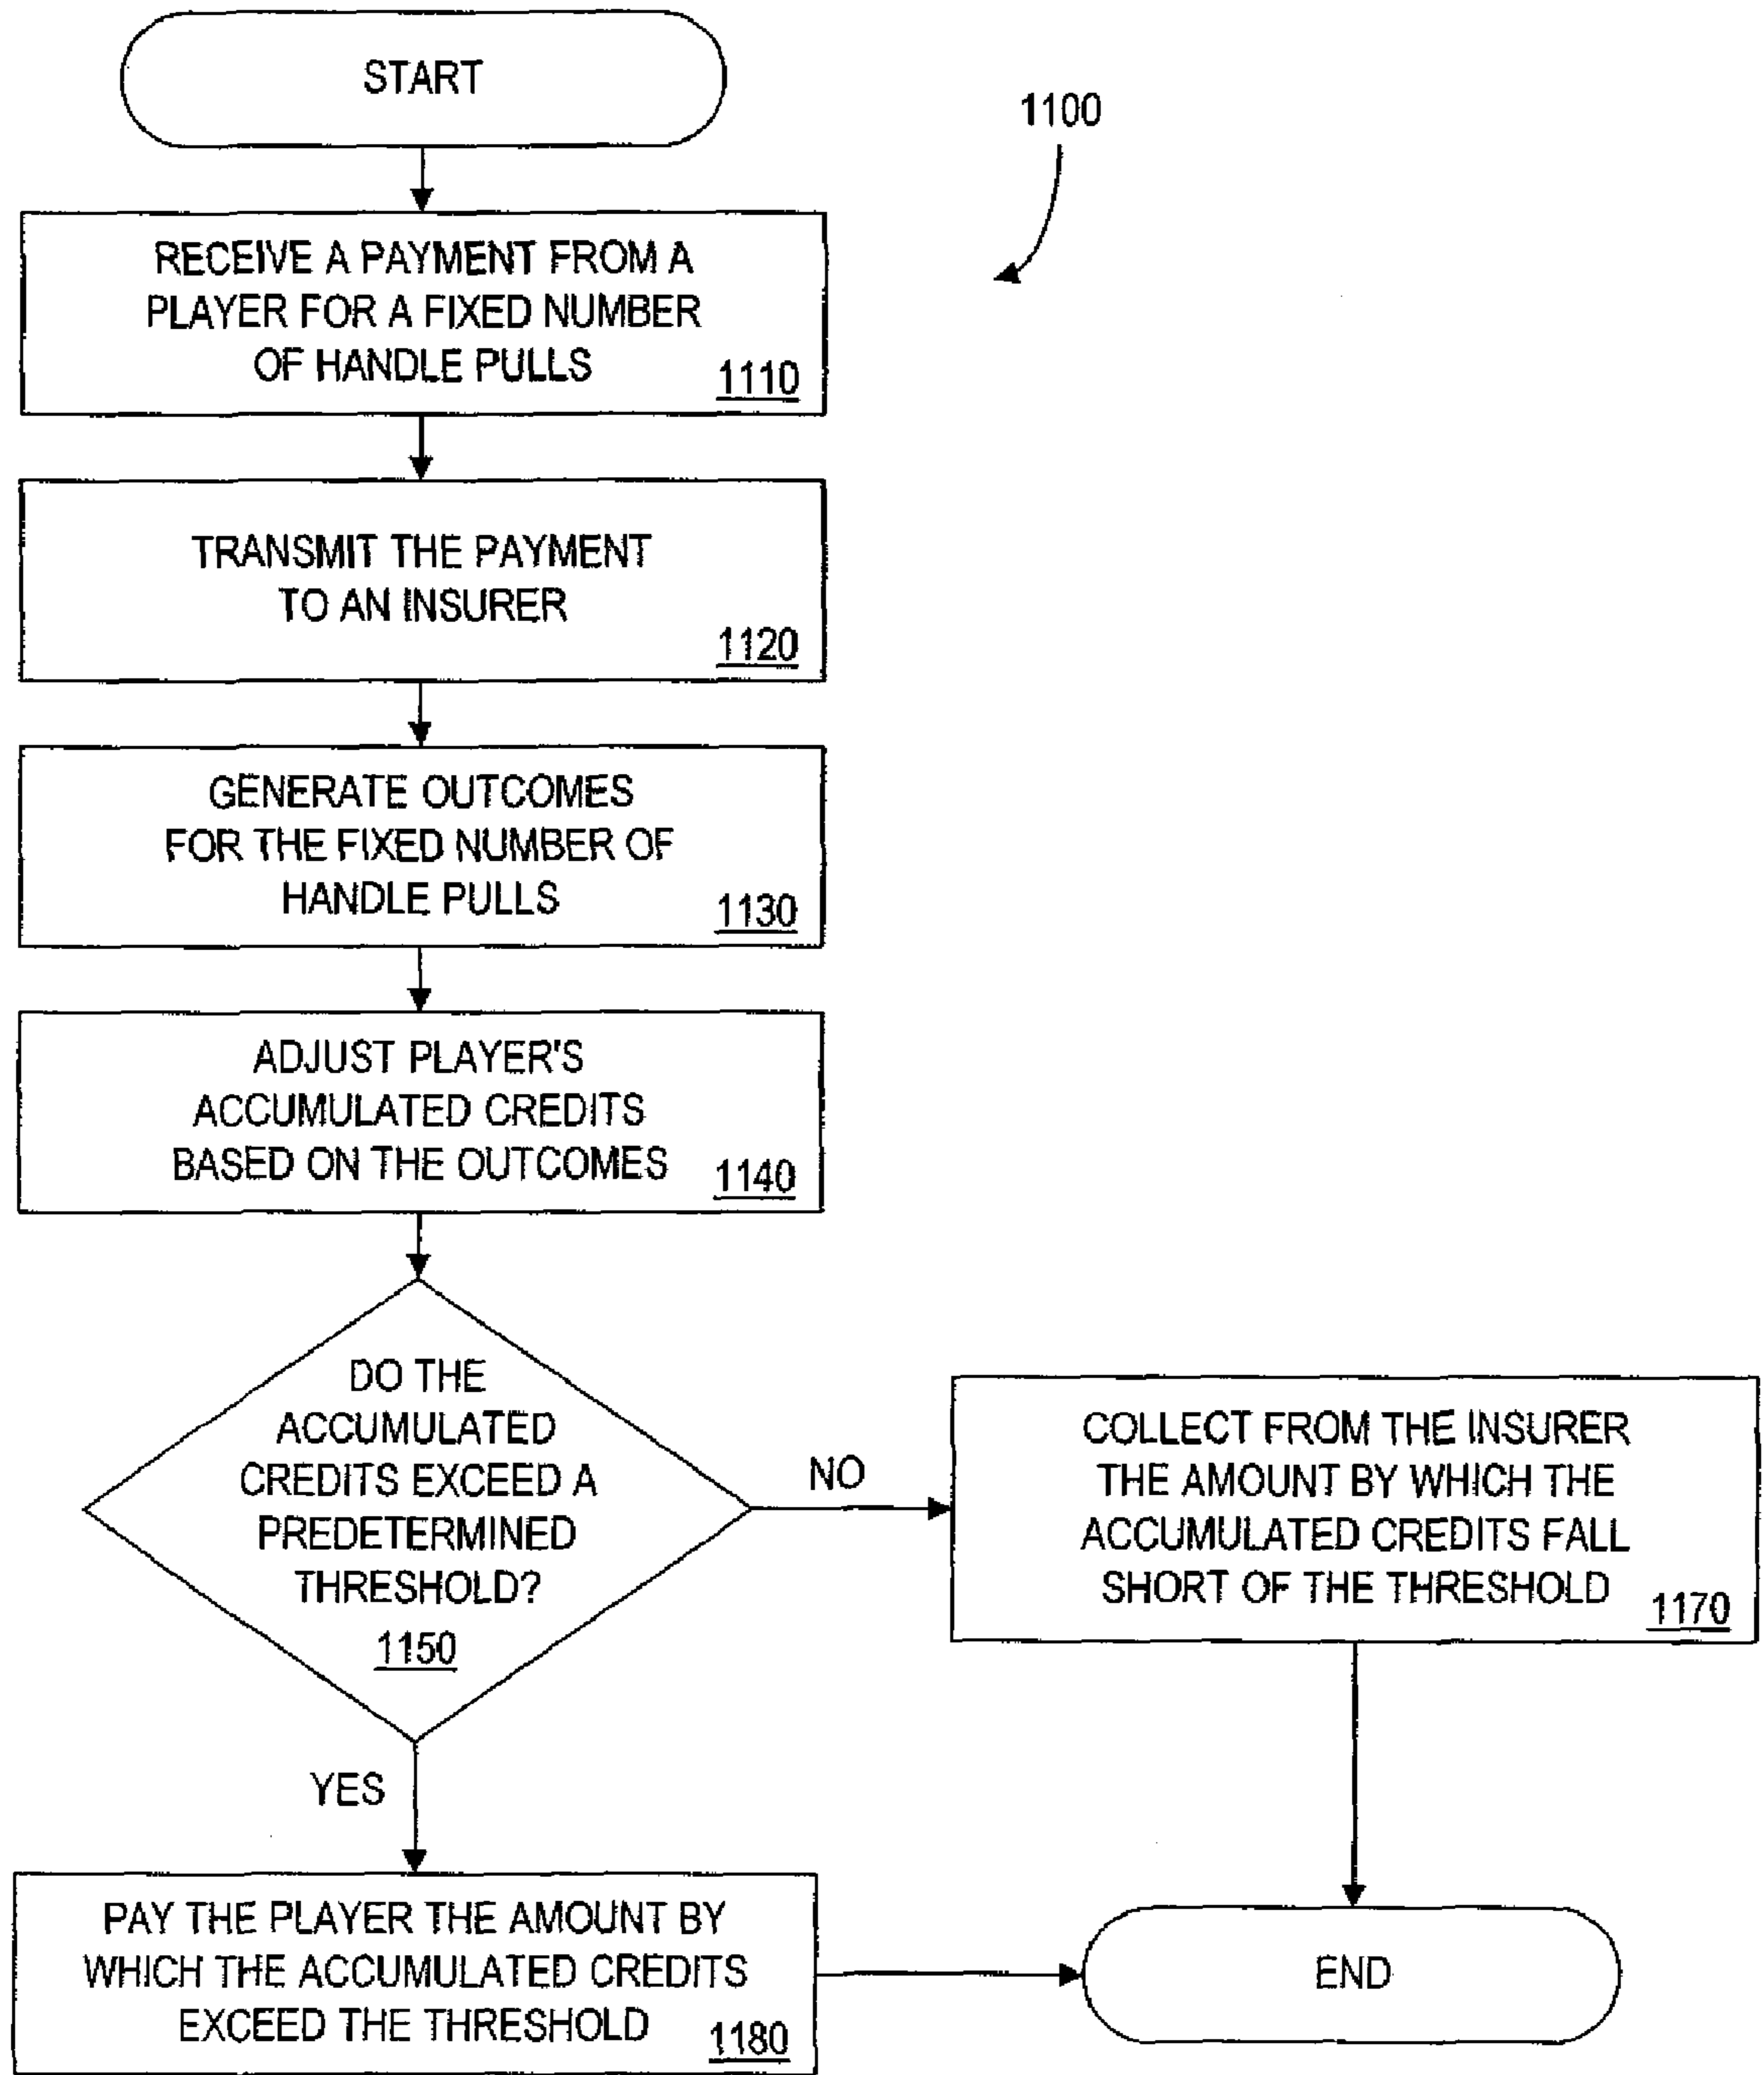 START
1100
RECEIVE A PAYMENT FROM A
PLAYER FOR A FIXED NUMBER
OF HANDLE PULLS
1110
TRANSMIT THE PAYMENT
TO AN INSURER
1120
GENERATE OUTCOMES
FOR THE FIXED NUMBER OF
HANDLE PULLS
1130
ADJUST PLAYER'S
ACCUMULATED CREDITS
BASED ON THE OUTCOMES
1140
DO THE
ACCUMULATED
CREDITS EXCEED A
PREDETERMINED
THRESHOLD?
1150
NO
COLLECT FROM THE INSURER
THE AMOUNT BY WHICH THE
ACCUMULATED CREDITS FALL
SHORT OF THE THRESHOLD
1170
YES
PAY THE PLAYER THE AMOUNT BY
WHICH THE ACCUMULATED CREDITS
EXCEED THE THRESHOLD
1180
END